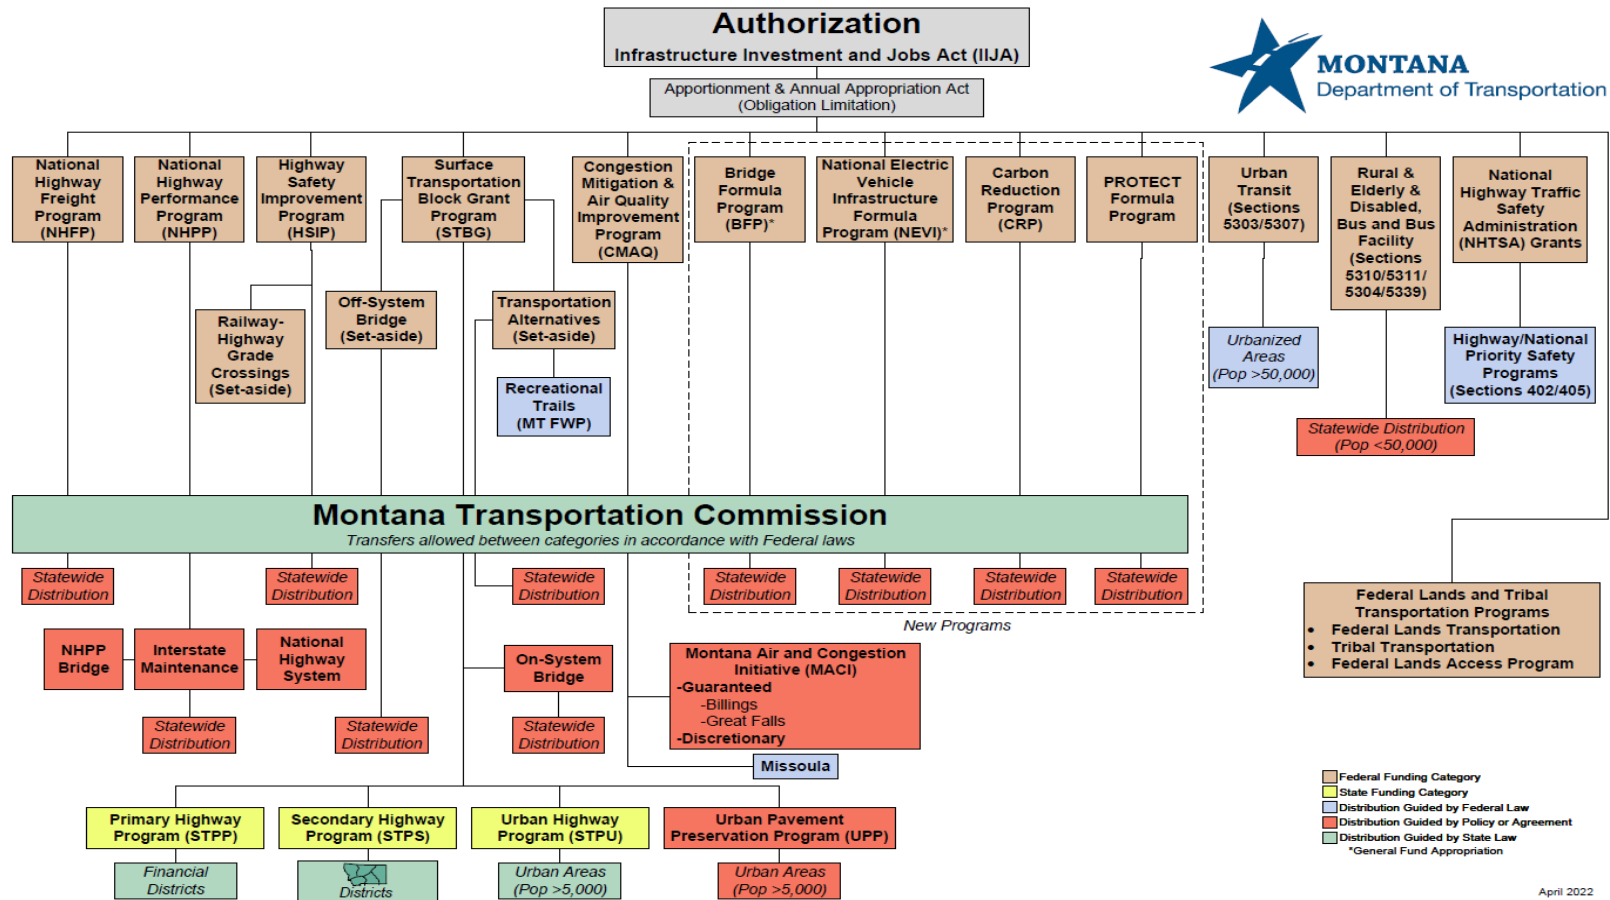 Authorization
Infrastructure Investment and Jobs Act (IIJA)
Apportionment & Annual Appropriation Act
(Obligation Limitation)
MONTANA
Department of Transportation
National
Highway
Freight
Program
(NHFP)
National
Highway
Performance
Program
(NHPP)
Highway
Safety
Improvement
Program
(HSIP)
Surface
Transportation
Block Grant
Program
(STBG)
Congestion
Mitigation &
Air Quality
Improvement
Program
(CMAQ)
Bridge
Formula
Program
(BFP)*
National Electric
Vehicle
Infrastructure
Formula
Program (NEVI)*
Carbon
Reduction
Program
(CRP)
PROTECT
Formula
Program
Urban
Transit
(Sections
5303/5307)
Rural &
Elderly &
Disabled,
Bus and Bus
Facility
(Sections
5310/5311/
5304/5339)
National
Highway Traffic
Safety
Administration
(NHTSA) Grants
Railway-
Highway
Grade
Crossings
(Set-aside)
Off-System
Bridge
(Set-aside)
Transportation
Alternatives
(Set-aside)
Recreational
Trails
(MT FWP)
Urbanized
Areas
(Pop >50,000)
Highway/National
Priority Safety
Programs
(Sections 402/405)
Statewide Distribution
(Pop <50,000)
Montana Transportation Commission
Transfers allowed between categories in accordance with Federal laws
Statewide
Distribution
Statewide
Distribution
Statewide
Distribution
Statewide
Distribution
Statewide
Distribution
Statewide
Distribution
Statewide
Distribution
New Programs
Federal Lands and Tribal
Transportation Programs
• Federal Lands Transportation
• Tribal Transportation
• Federal Lands Access Program
NHPP
Bridge
Interstate
Maintenance
National
Highway
System
On-System
Bridge
Montana Air and Congestion
Initiative (MACI)
-Guaranteed
-Billings
-Great Falls
-Discretionary
Statewide
Distribution
Statewide
Distribution
Statewide
Distribution
Missoula
Primary Highway
Program (STPP)
Secondary Highway
Program (STPS)
Urban Highway
Program (STPU)
Urban Pavement
Preservation Program (UPP)
Financial
Districts
Districts
Urban Areas
(Pop >5,000)
Urban Areas
(Pop >5,000)
Federal Funding Category
State Funding Category
Distribution Guided by Federal Law
Distribution Guided by Policy or Agreement
Distribution Guided by State Law
*General Fund Appropriation
April 2022